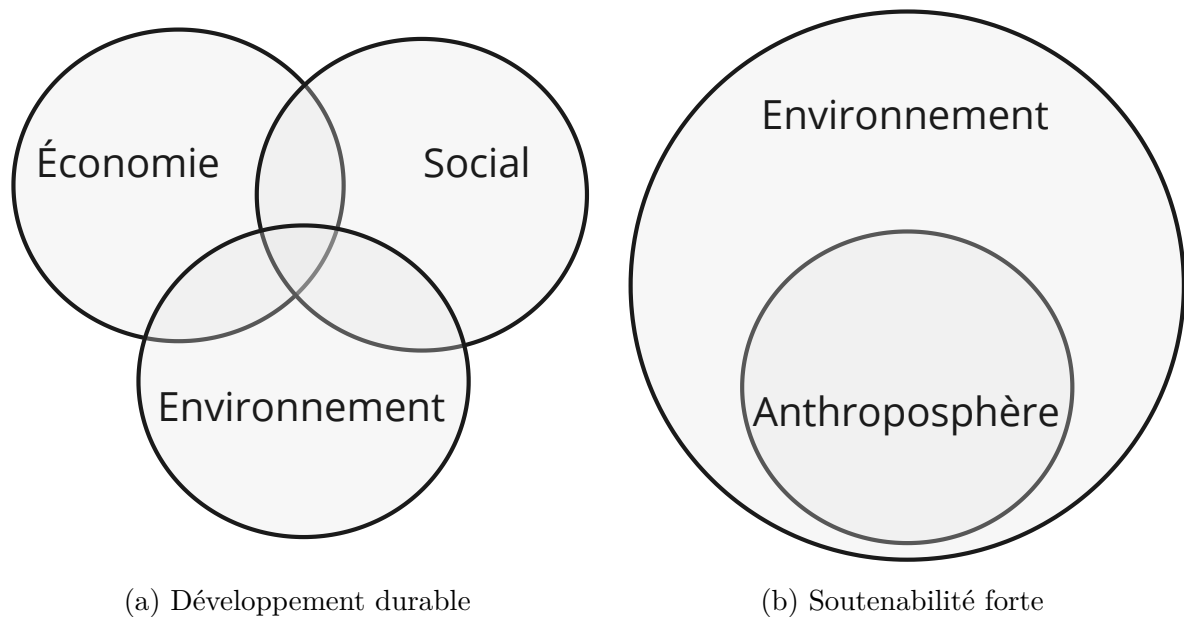 Économie
Social
Environnement
(a) Développement durable
Environnement
Anthroposphère
(b) Soutenabilité forte